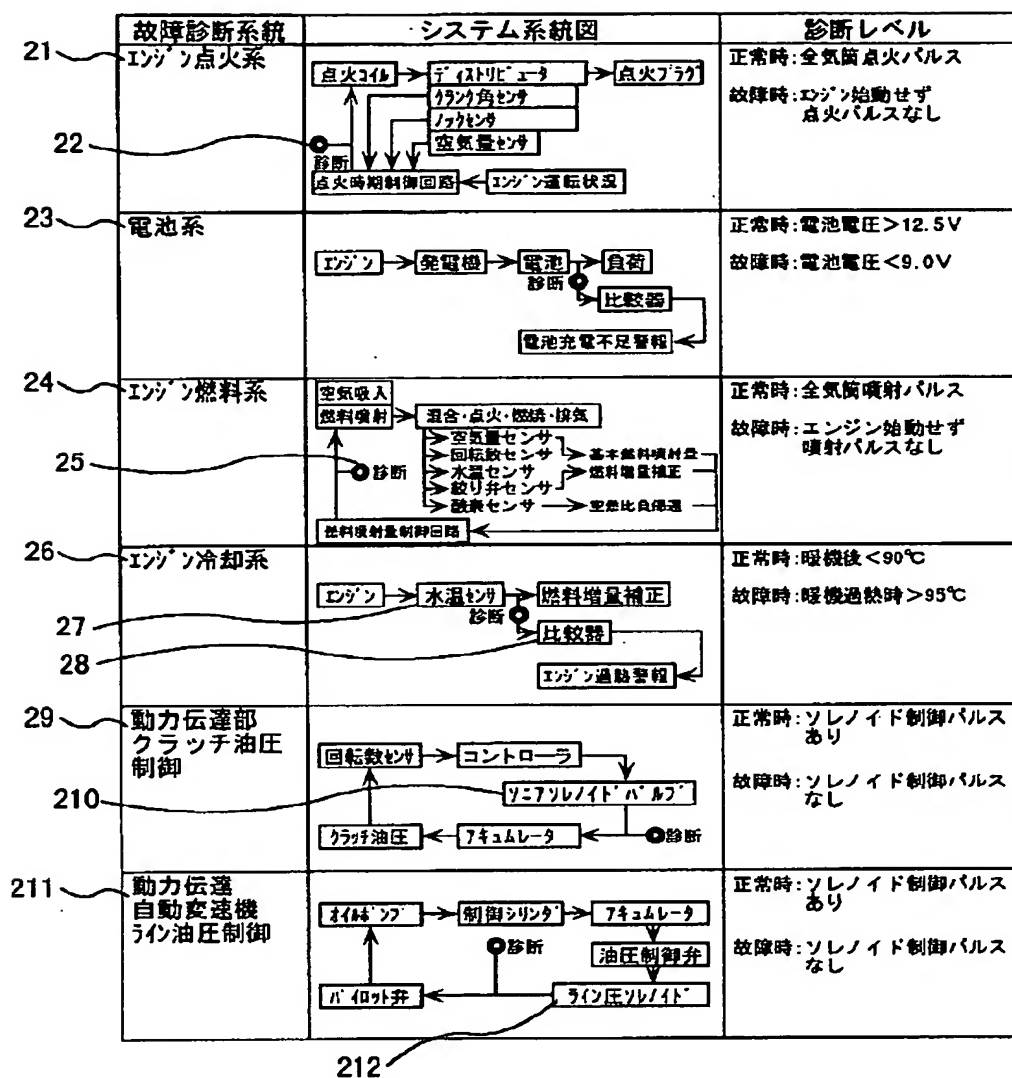 故障診断系統
システム系統図
診断レベル
21
エンジン点火系
点火コイル
ディストリビュータ
点火プラグ
クランク角センサ
ノックセンサ
空気量センサ
22
診断
点火時期制御回路
エンジン運転状況
正常時:全気筒点火パルス
故障時:エンジン始動せず
点火パルスなし
23
電池系
エンジン
発電機
電池
負荷
診断
比較器
電池充電不足警報
正常時:電池電圧>12.5V
故障時:電池電圧<9.0V
24
エンジン燃料系
空気吸入
燃料噴射
混合・点火・燃焼・排気
空気量センサ
回転数センサ
基本燃料噴射量
25
診断
水温センサ
燃料増量補正
絞り弁センサ
酸素センサ
燃料噴射量制御回路
正常時:全気筒噴射パルス
故障時:エンジン始動せず
噴射パルスなし
26
エンジン冷却系
エンジン
水温センサ
燃料増量補正
27
診断
28
比較器
エンジン過熱警報
正常時:暖機後<90℃
故障時:暖機過熱時>95℃
29
動力伝達部
クラッチ油圧
制御
回転数センサ
コントローラ
210
リニアソレノイドバルブ
クラッチ油圧
アキュムレータ
診断
正常時:ソレノイド制御パルス
あり
故障時:ソレノイド制御パルス
なし
211
動力伝達
自動変速機
ライン油圧制御
オイルポンプ
制御シリンダ
アキュムレータ
診断
油圧制御弁
パイロット弁
ライン圧ソレノイド
正常時:ソレノイド制御パルス
あり
故障時:ソレノイド制御パルス
なし
212